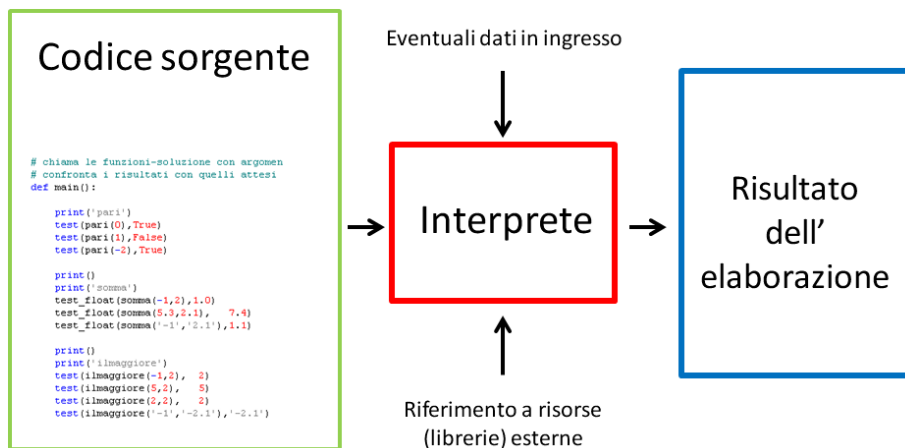 Codice sorgente
# chiama le funzioni-soluzione con argomen
# confronta i risultati con quelli attesi
def main():
print('pari')
test(pari(0),True)
test(pari(1),False)
test(pari(-2),True)
print()
print('somma')
test_float(somma(-1,2),1.0)
test_float(somma(5.3,2.1),   7.4)
test_float(somma('-1','2.1'),1.1)
print()
print('ilmaggiore')
test(ilmaggiore(-1,2),  2)
test(ilmaggiore(5,2),   5)
test(ilmaggiore(2,2),   2)
test(ilmaggiore('-1','-2.1'),'-2.1')
Eventuali dati in ingresso
Interprete
Riferimento a risorse
(librerie) esterne
Risultato
dell'
elaborazione